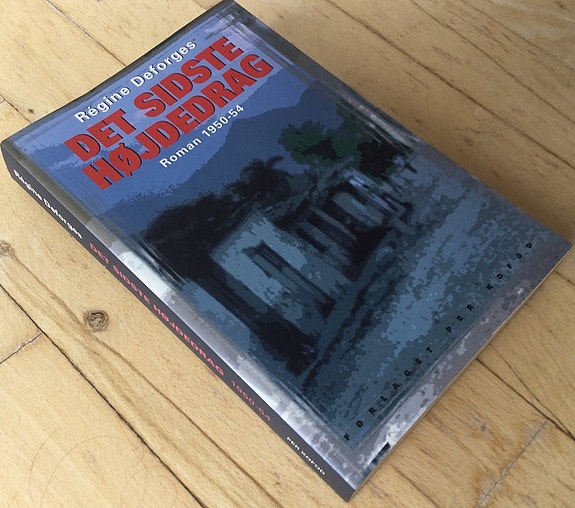 Régine Deforges
DET SIDSTE
HØJDEDRAG
Roman 1950-54
FORLAGET PER KOFOD
Régine Deforges DET SIDSTE HØJDEDRAG 1950-54 PER KOFOD